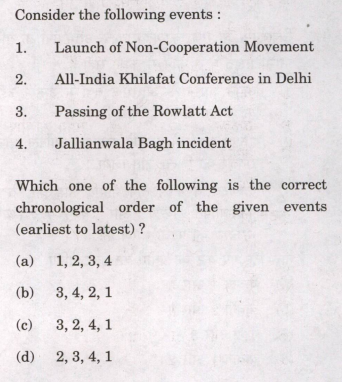 Consider the following events :
1. Launch of Non-Cooperation Movement
2. All-India Khilafat Conference in Delhi
3. Passing of the Rowlatt Act
4. Jallianwala Bagh incident
Which one of the following is the correct
chronological order of the given events
(earliest to latest) ?
(a) 1, 2, 3, 4
(b) 3, 4, 2, 1
(c) 3, 2, 4, 1
(d) 2, 3, 4, 1